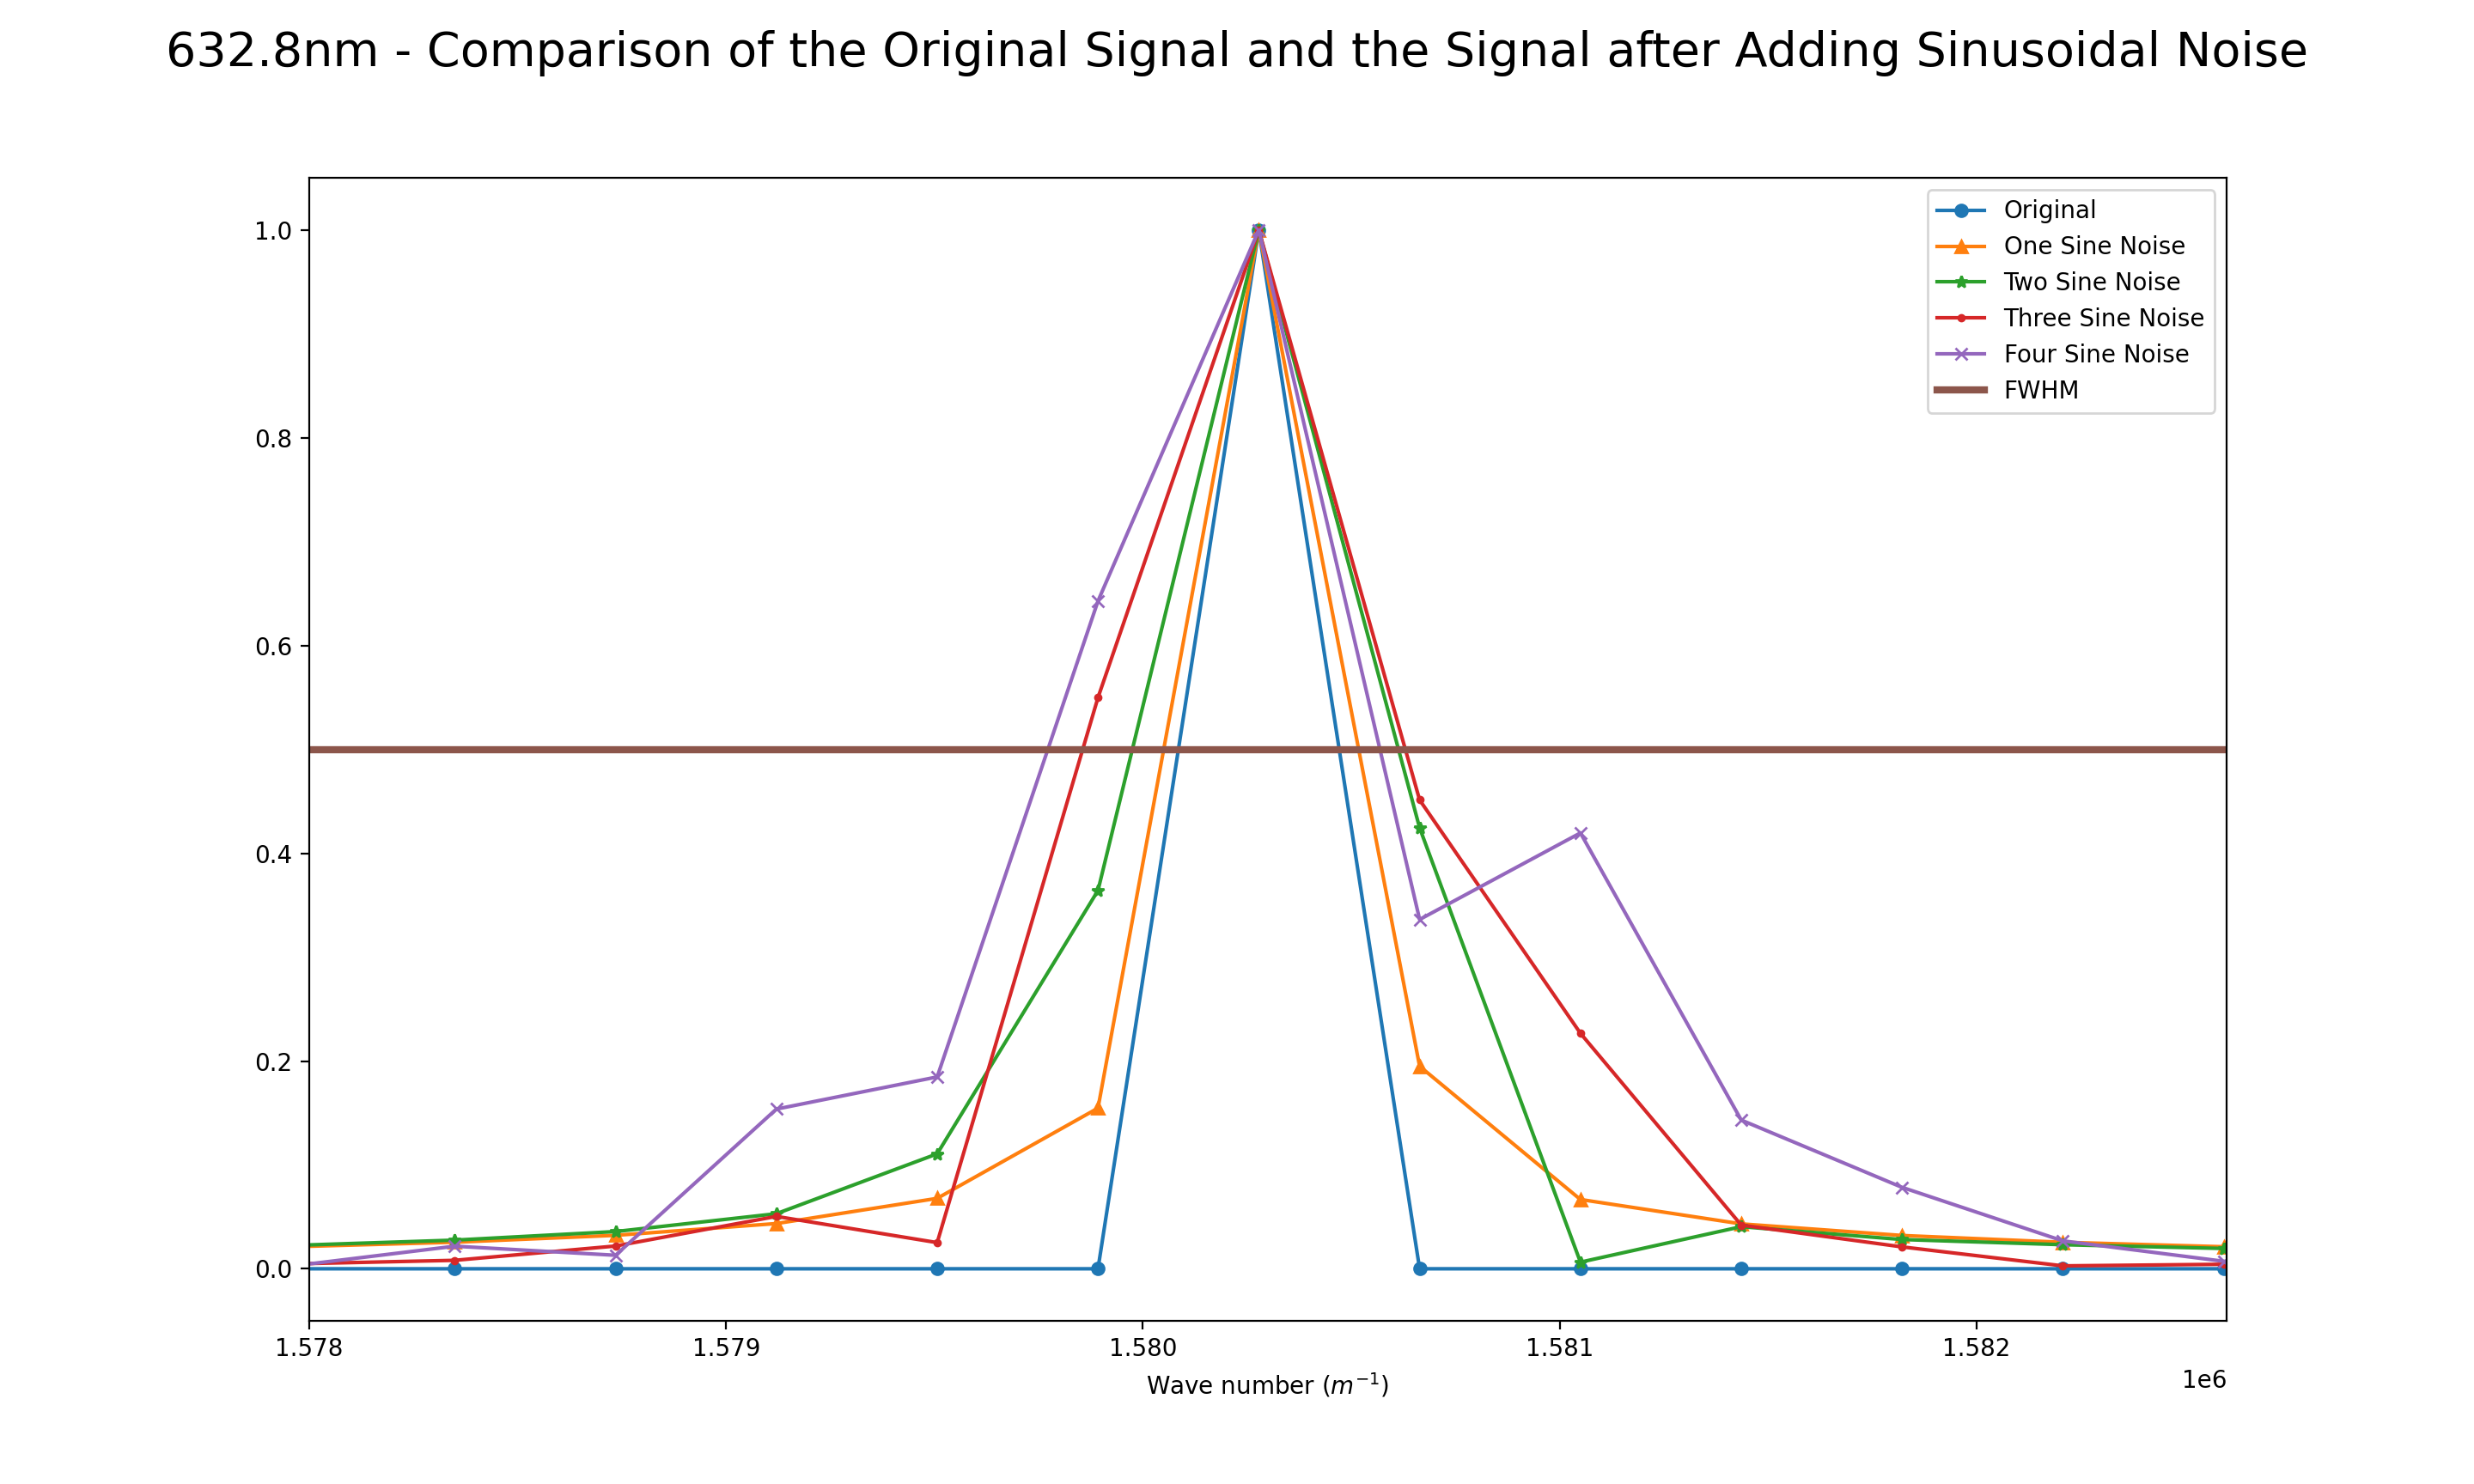 632.8nm - Comparison of the Original Signal and the Signal after Adding Sinusoidal Noise
Original
One Sine Noise
Two Sine Noise
Three Sine Noise
Four Sine Noise
FWHM
1.0
0.8
0.6
0.4
0.2
0.0
1.578 1.579 1.580 1.581 1.582
1e6
Wave number (m⁻¹)